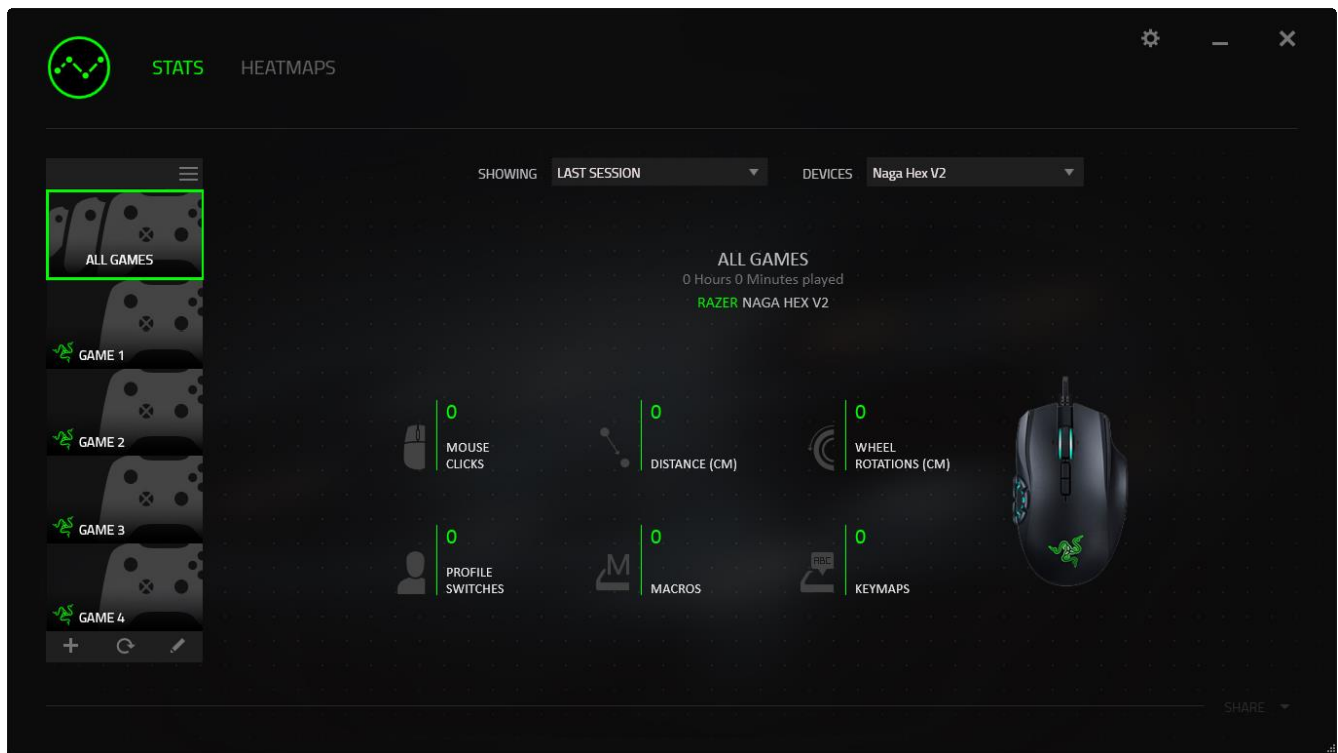 STATS HEATMAPS
SHOWING LAST SESSION DEVICES Naga Hex V2
ALL GAMES
GAME 1
GAME 2
GAME 3
GAME 4
ALL GAMES
0 Hours 0 Minutes played
RAZER NAGA HEX V2
0
MOUSE
CLICKS
0
DISTANCE (CM)
0
WHEEL
ROTATIONS (CM)
0
PROFILE
SWITCHES
M
0
MACROS
ABC
0
KEYMAPS
SHARE